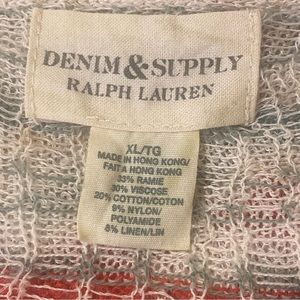 DENIM&SUPPLY
RALPH LAUREN
XL/TG
MADE IN HONG KONG/
FAIT A HONG KONG
33% RAMIE
30% VISCOSE
20% COTTON/COTON
9% NYLON/
POLYAMIDE
8% LINEN/LIN